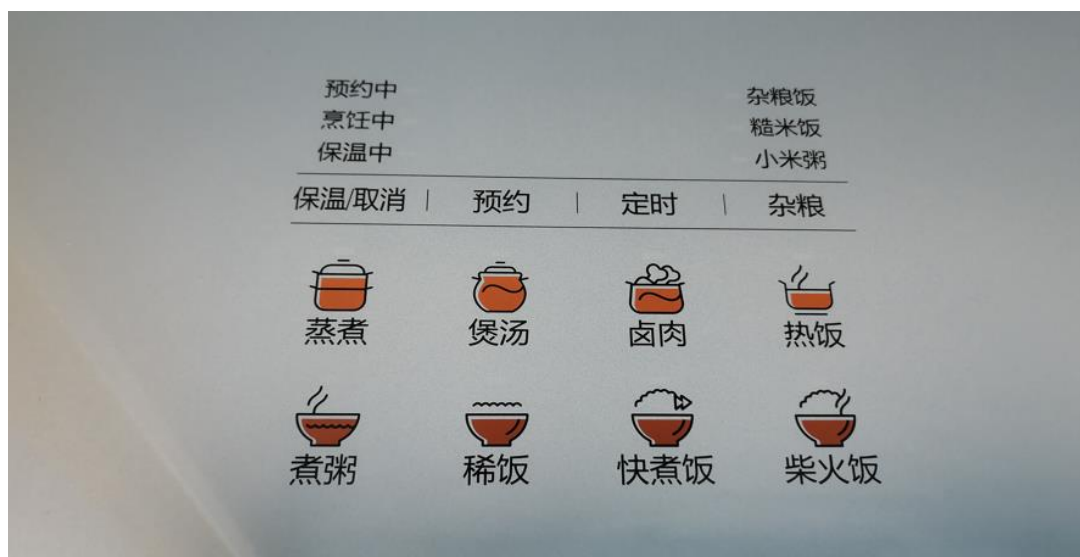 预约中
烹饪中
保温中
杂粮饭
糙米饭
小米粥
保温/取消 | 预约 | 定时 | 杂粮
蒸煮 煲汤 卤肉 热饭
煮粥 稀饭 快煮饭 柴火饭